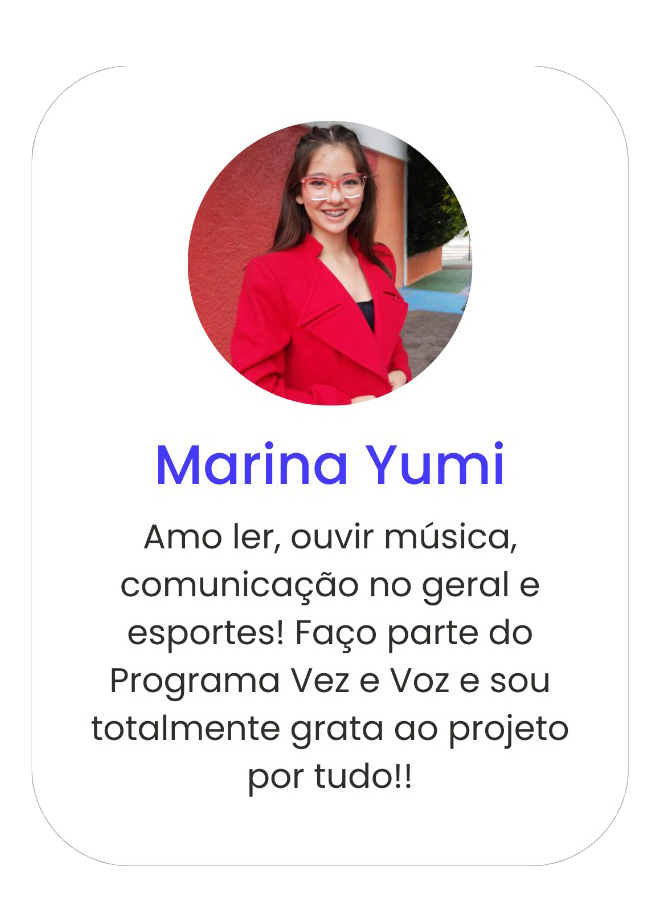 Marina Yumi
Amo ler, ouvir música,
comunicação no geral e
esportes! Faço parte do
Programa Vez e Voz e sou
totalmente grata ao projeto
por tudo!!